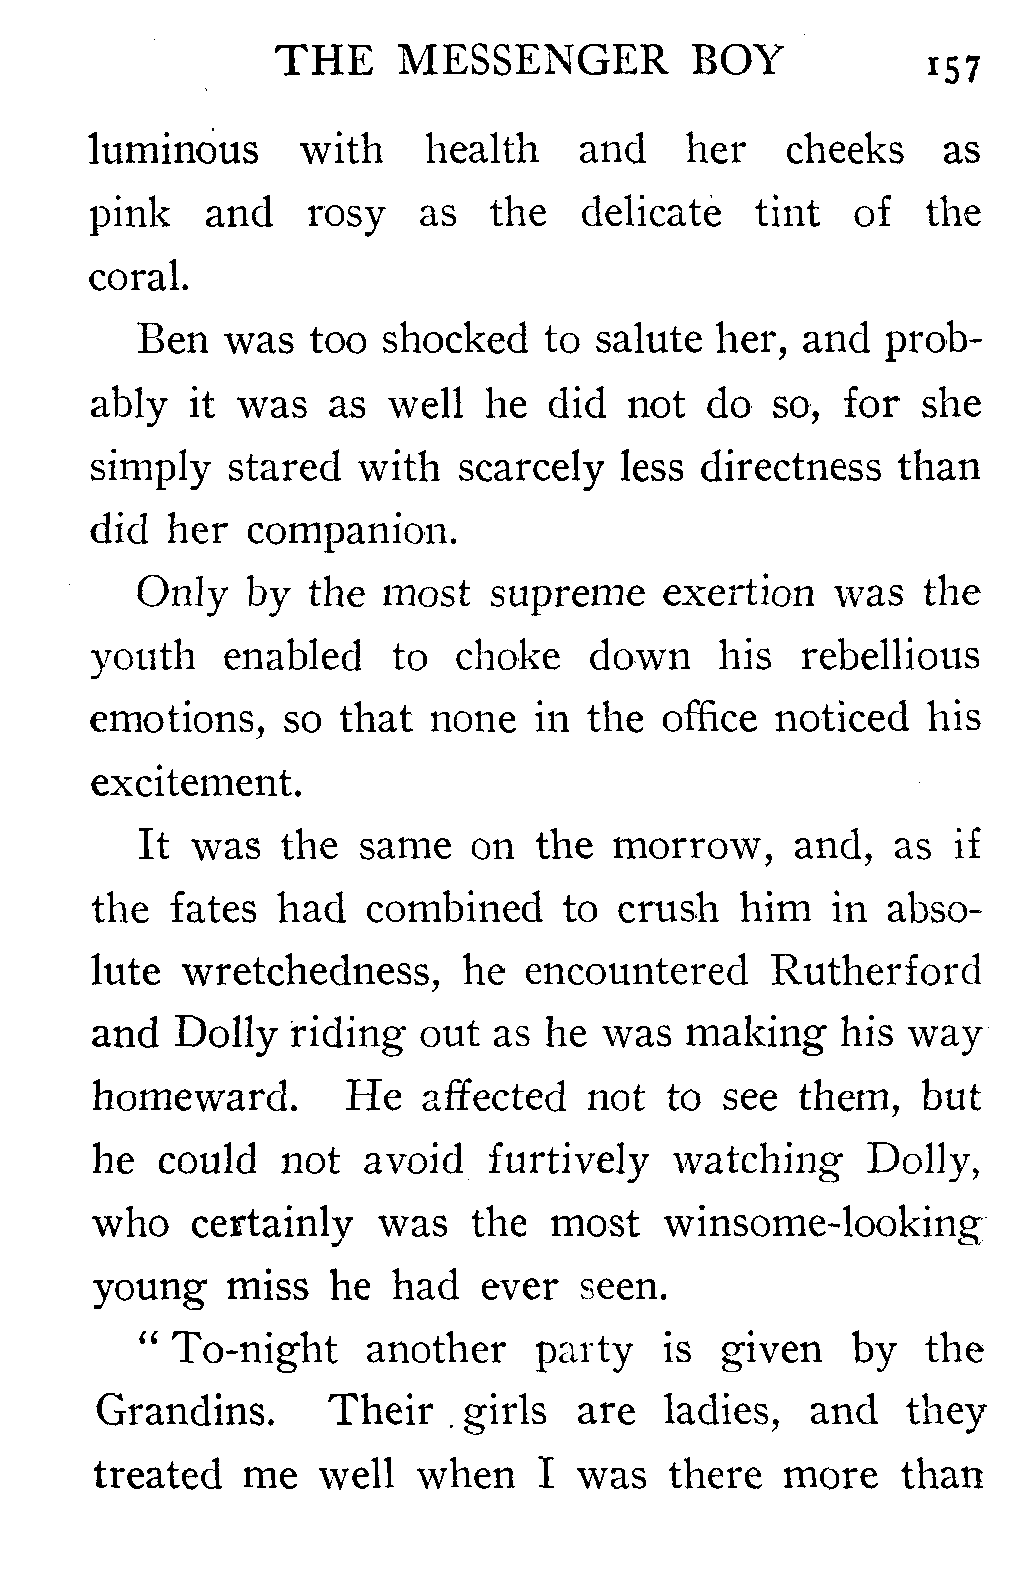 THE MESSENGER BOY 157
luminous with health and her cheeks as
pink and rosy as the delicate tint of the
coral.
Ben was too shocked to salute her, and prob-
ably it was as well he did not do so, for she
simply stared with scarcely less directness than
did her companion.
Only by the most supreme exertion was the
youth enabled to choke down his rebellious
emotions, so that none in the office noticed his
excitement.
It was the same on the morrow, and, as if
the fates had combined to crush him in abso-
lute wretchedness, he encountered Rutherford
and Dolly riding out as he was making his way
homeward. He affected not to see them, but
he could not avoid furtively watching Dolly,
who certainly was the most winsome-looking
young miss he had ever seen.
“ To-night another party is given by the
Grandins. Their girls are ladies, and they
treated me well when I was there more than